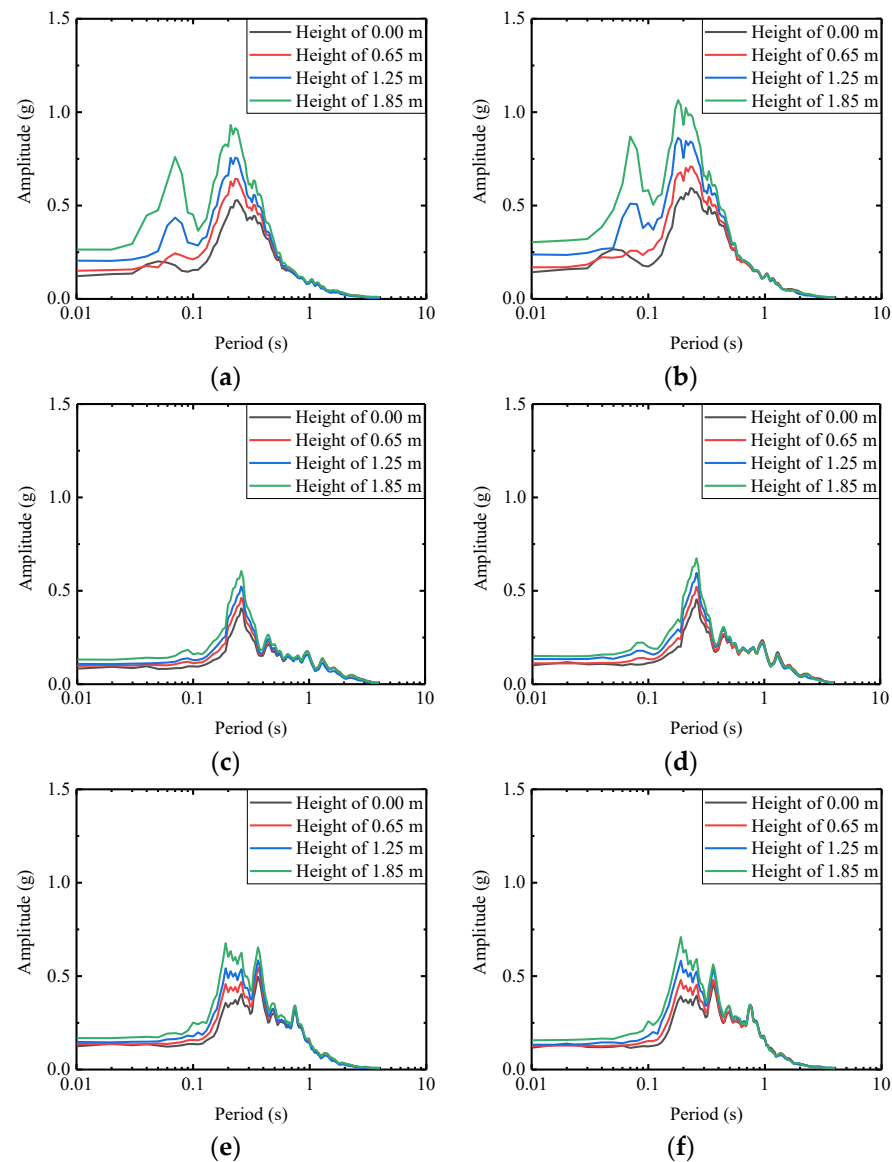 Height of 0.00 m
Height of 0.65 m
Height of 1.25 m
Height of 1.85 m
Amplitude (g)
1.5
1.0
0.5
0.0
0.01
0.1
1
10
Period (s)
(a)
Height of 0.00 m
Height of 0.65 m
Height of 1.25 m
Height of 1.85 m
Amplitude (g)
1.5
1.0
0.5
0.0
0.01
0.1
1
10
Period (s)
(b)
Height of 0.00 m
Height of 0.65 m
Height of 1.25 m
Height of 1.85 m
Amplitude (g)
1.5
1.0
0.5
0.0
0.01
0.1
1
10
Period (s)
(c)
Height of 0.00 m
Height of 0.65 m
Height of 1.25 m
Height of 1.85 m
Amplitude (g)
1.5
1.0
0.5
0.0
0.01
0.1
1
10
Period (s)
(d)
Height of 0.00 m
Height of 0.65 m
Height of 1.25 m
Height of 1.85 m
Amplitude (g)
1.5
1.0
0.5
0.0
0.01
0.1
1
10
Period (s)
(e)
Height of 0.00 m
Height of 0.65 m
Height of 1.25 m
Height of 1.85 m
Amplitude (g)
1.5
1.0
0.5
0.0
0.01
0.1
1
10
Period (s)
(f)